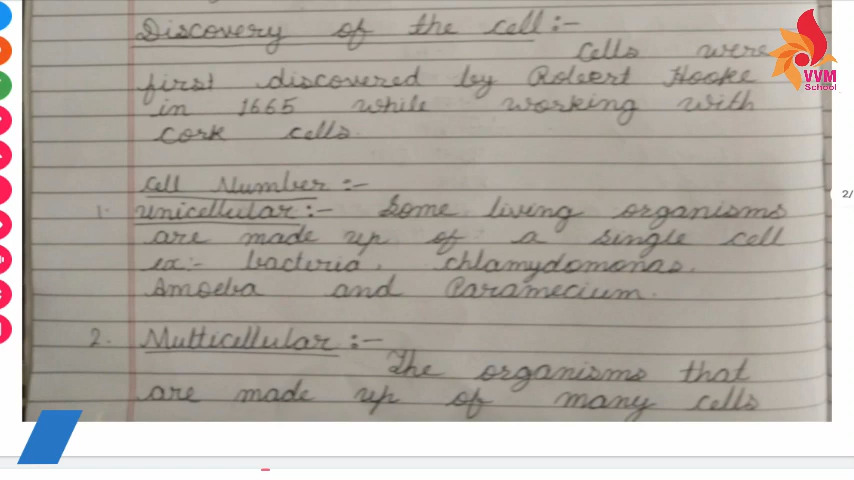 Discovery of the cell :-
Cells were
first discovered by Robert Hooke
in 1665 while working with
cork cells.
Cell Number :-
1. unicellular :- Some living organisms
are made up of a single cell
ex:- bacteria, chlamydomonas,
Amoeba and Paramecium.
2. Multicellular :-
The organisms that
are made up of many cells
VVM
School
2/